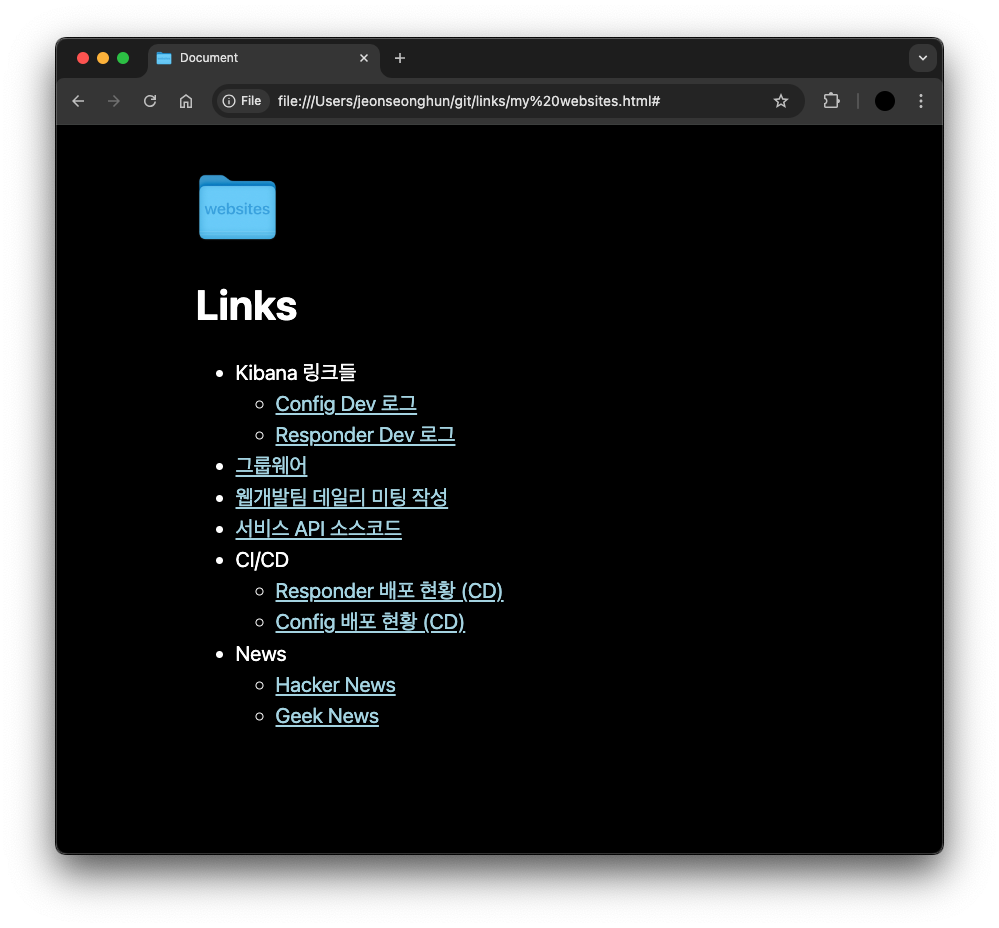 Document
File
file:///Users/jeonseonghun/git/links/my%20websites.html#
websites
Links
Kibana 링크들
Config Dev 로그
Responder Dev 로그
그룹웨어
웹개발팀 데일리 미팅 작성
서비스 API 소스코드
CI/CD
Responder 배포 현황 (CD)
Config 배포 현황 (CD)
News
Hacker News
Geek News